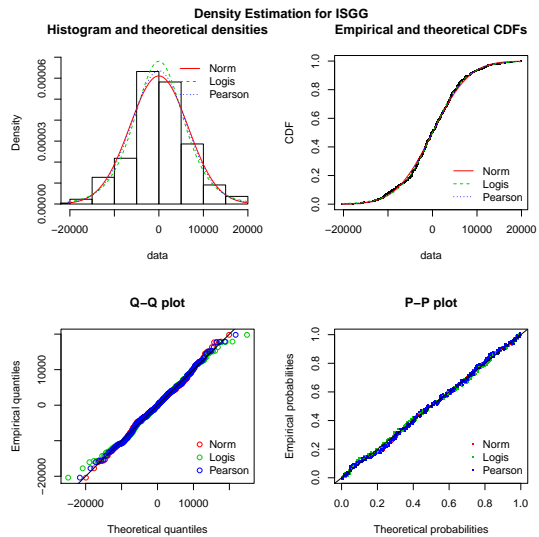 Density Estimation for ISGG
Histogram and theoretical densities
Density
0.00000
0.00003
0.00006
−20000
0
10000
20000
data
Norm
Logis
Pearson
Empirical and theoretical CDFs
CDF
0.0
0.2
0.4
0.6
0.8
1.0
−20000
0
10000
20000
data
Norm
Logis
Pearson
Q−Q plot
Empirical quantiles
−20000
0
10000
−20000
0
10000
Theoretical quantiles
Norm
Logis
Pearson
P−P plot
Empirical probabilities
0.0
0.2
0.4
0.6
0.8
1.0
0.0
0.2
0.4
0.6
0.8
1.0
Theoretical probabilities
Norm
Logis
Pearson